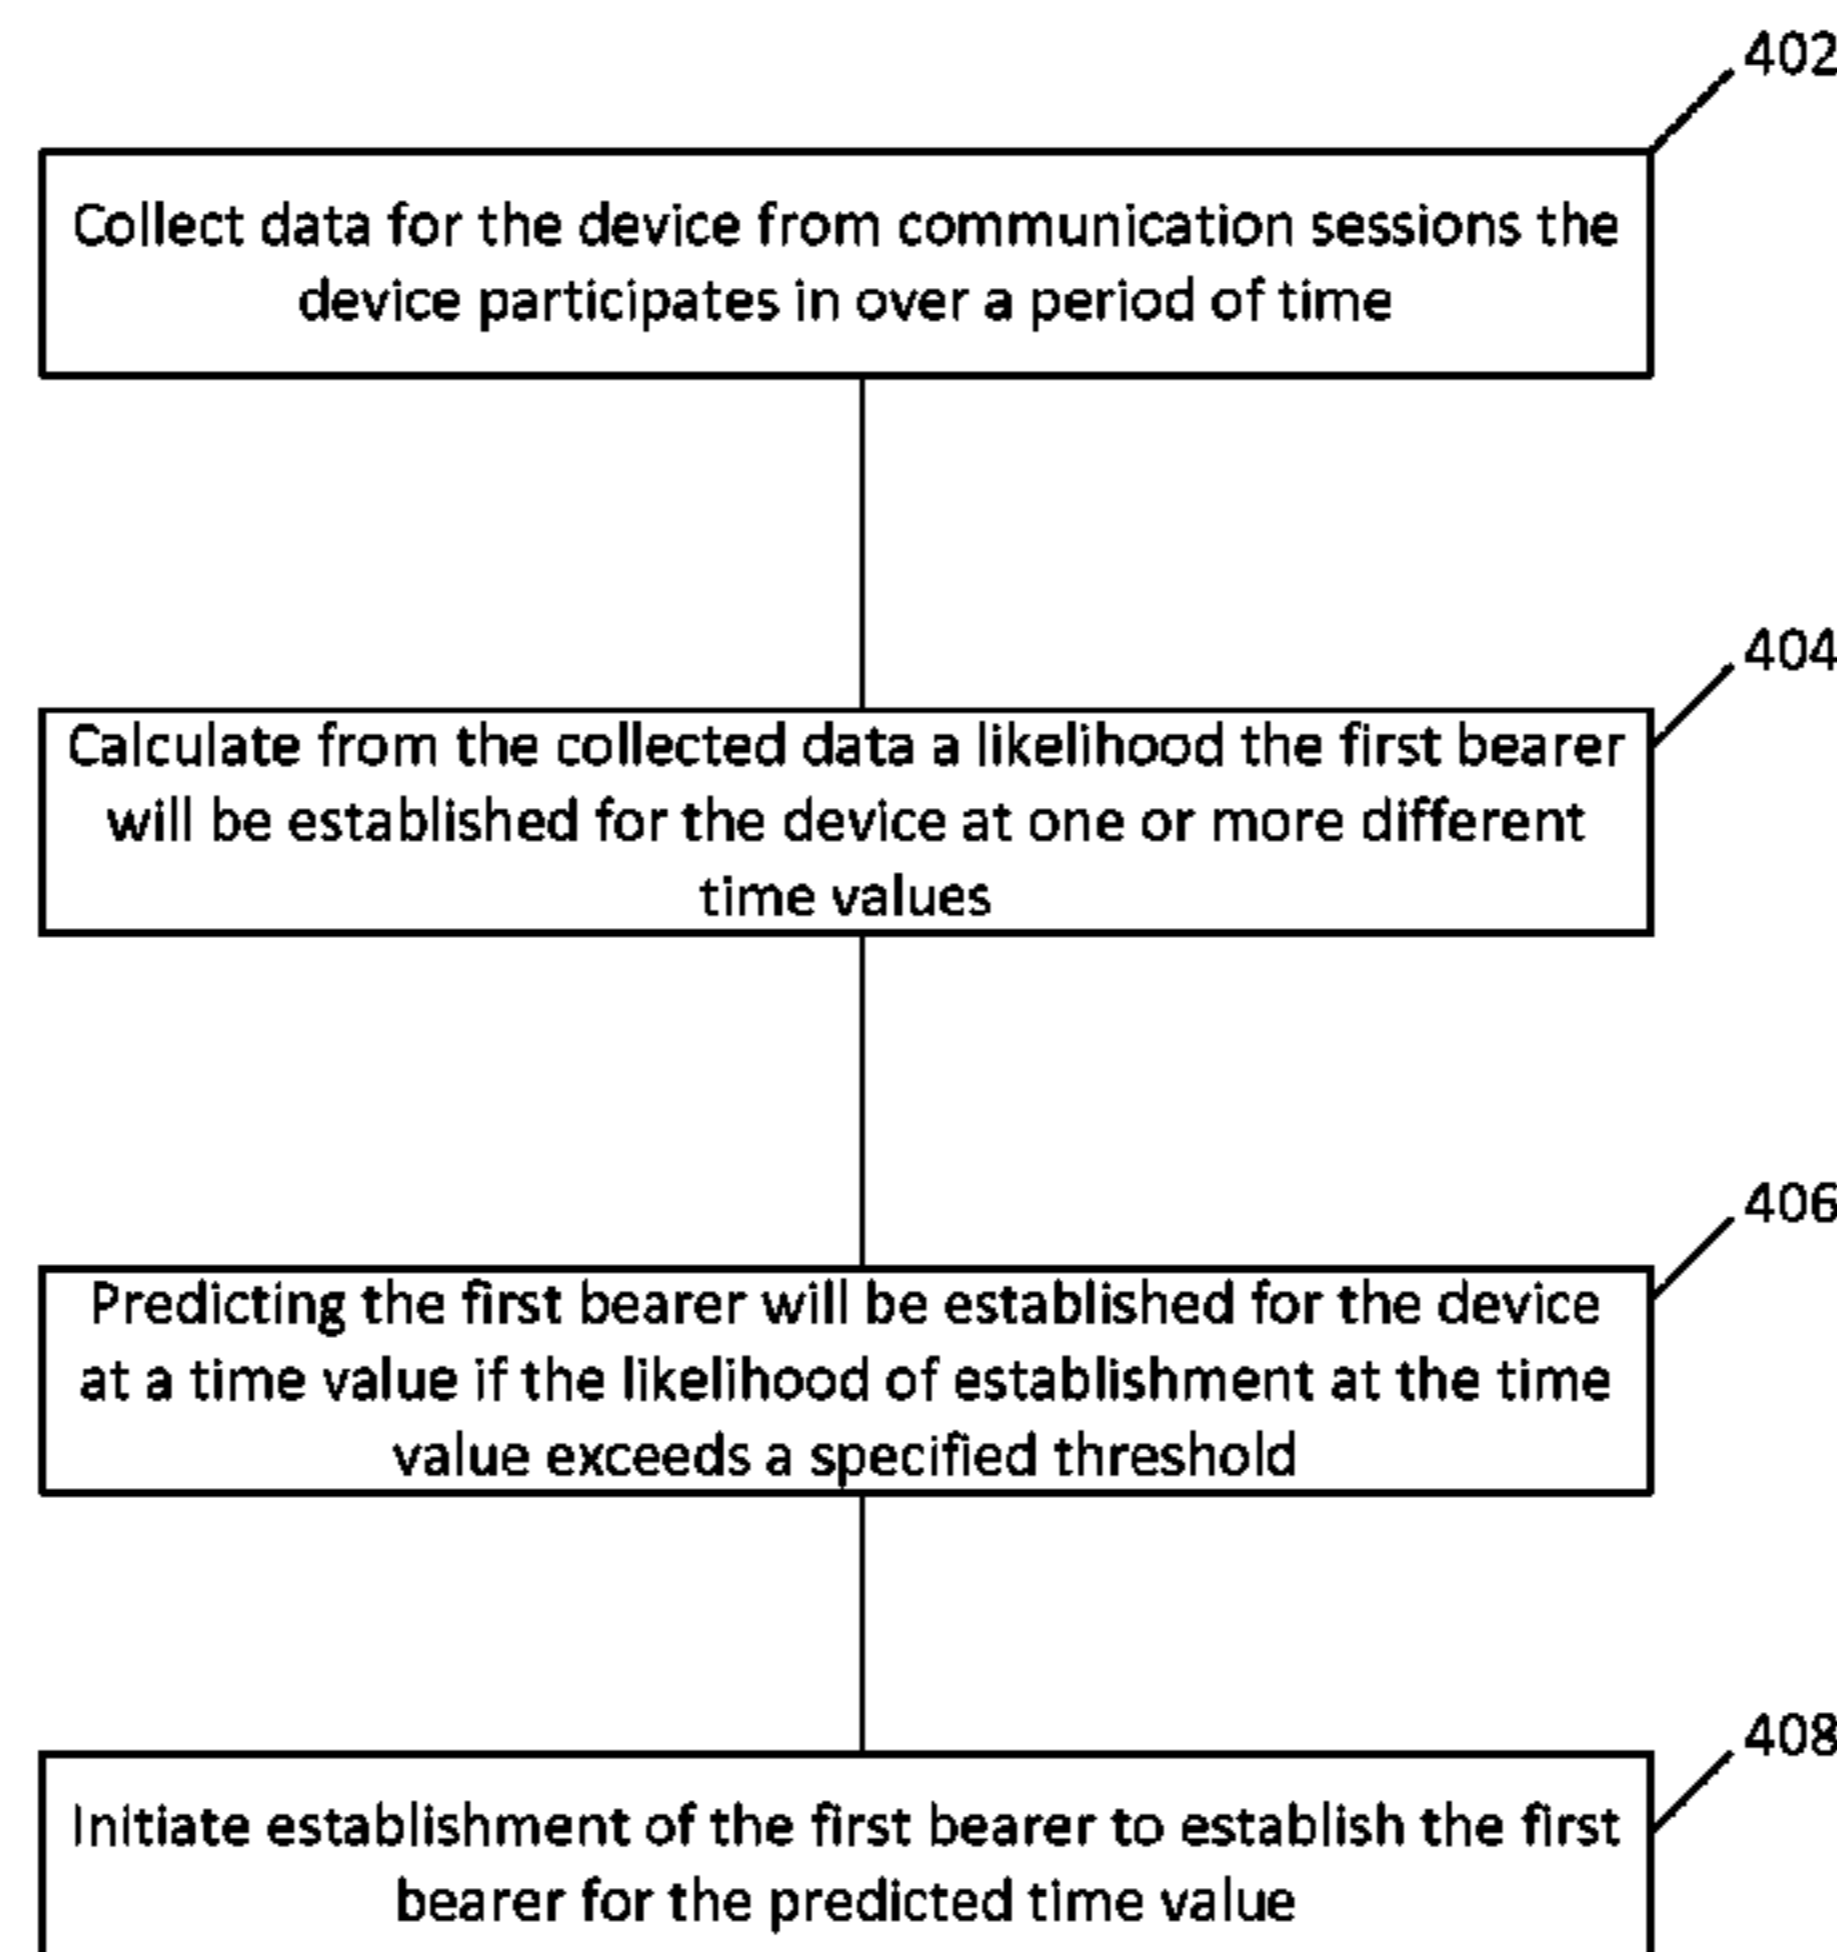 402
Collect data for the device from communication sessions the
device participates in over a period of time
404
Calculate from the collected data a likelihood the first bearer
will be established for the device at one or more different
time values
406
Predicting the first bearer will be established for the device
at a time value if the likelihood of establishment at the time
value exceeds a specified threshold
408
Initiate establishment of the first bearer to establish the first
bearer for the predicted time value